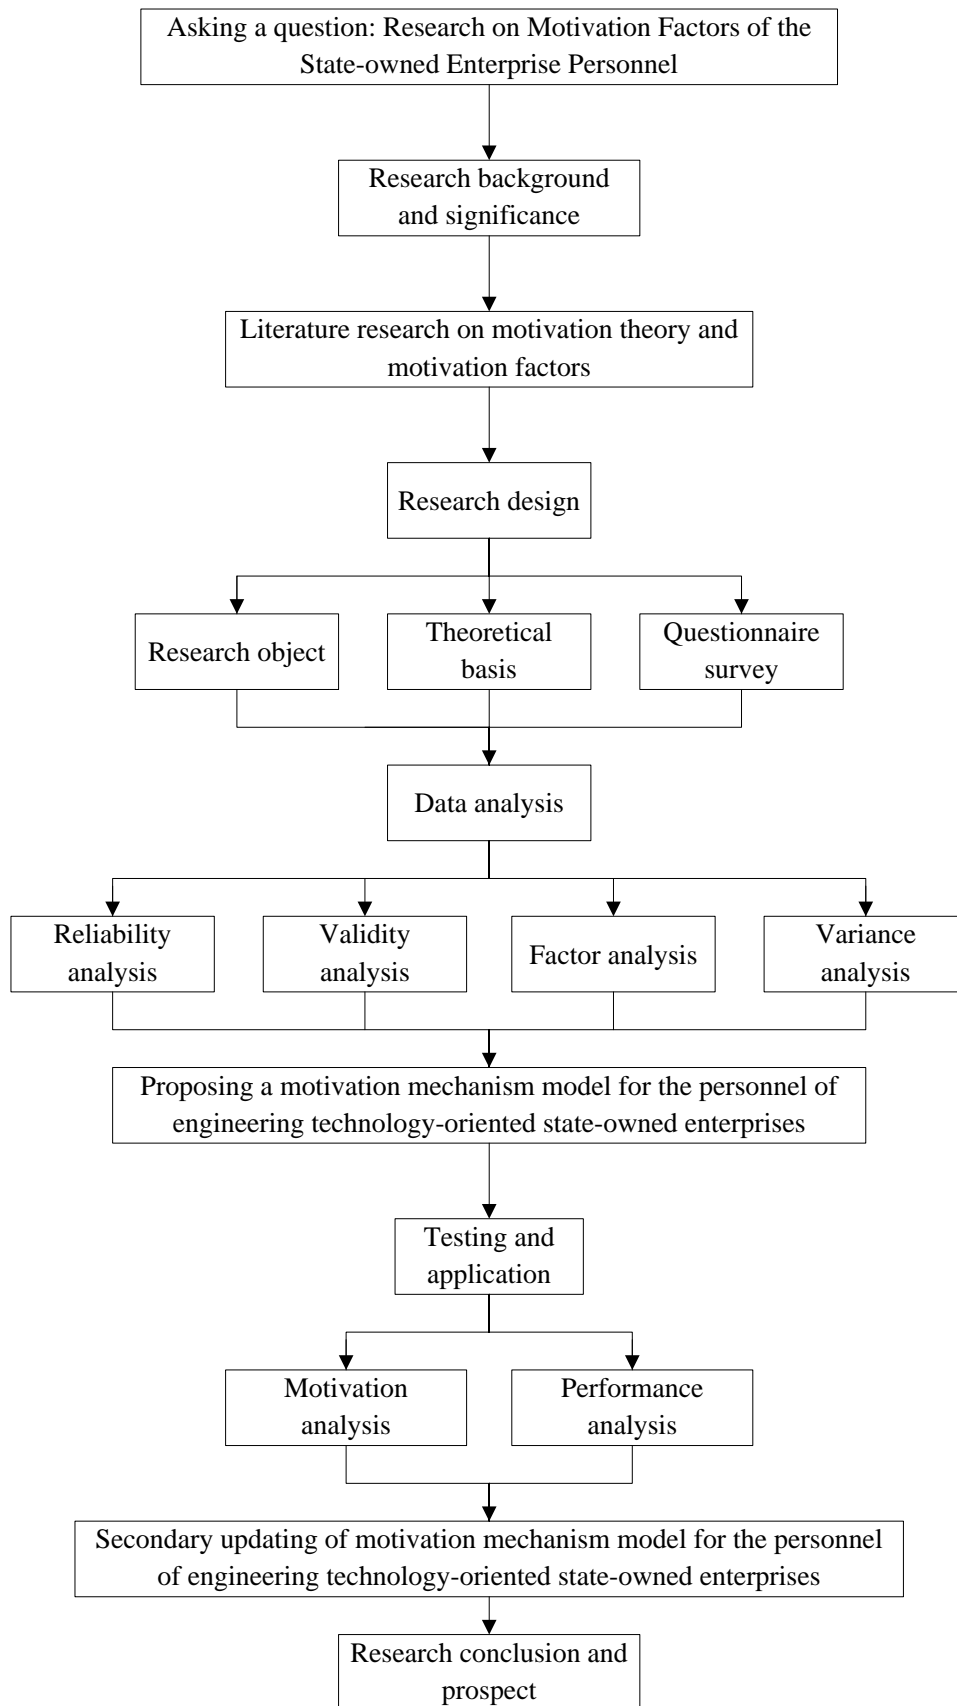 Asking a question: Research on Motivation Factors of the
State-owned Enterprise Personnel
Research background
and significance
Literature research on motivation theory and
motivation factors
Research design
Research object
Theoretical
basis
Questionnaire
survey
Data analysis
Reliability
analysis
Validity
analysis
Factor analysis
Variance
analysis
Proposing a motivation mechanism model for the personnel of
engineering technology-oriented state-owned enterprises
Testing and
application
Motivation
analysis
Performance
analysis
Secondary updating of motivation mechanism model for the personnel
of engineering technology-oriented state-owned enterprises
Research conclusion and
prospect